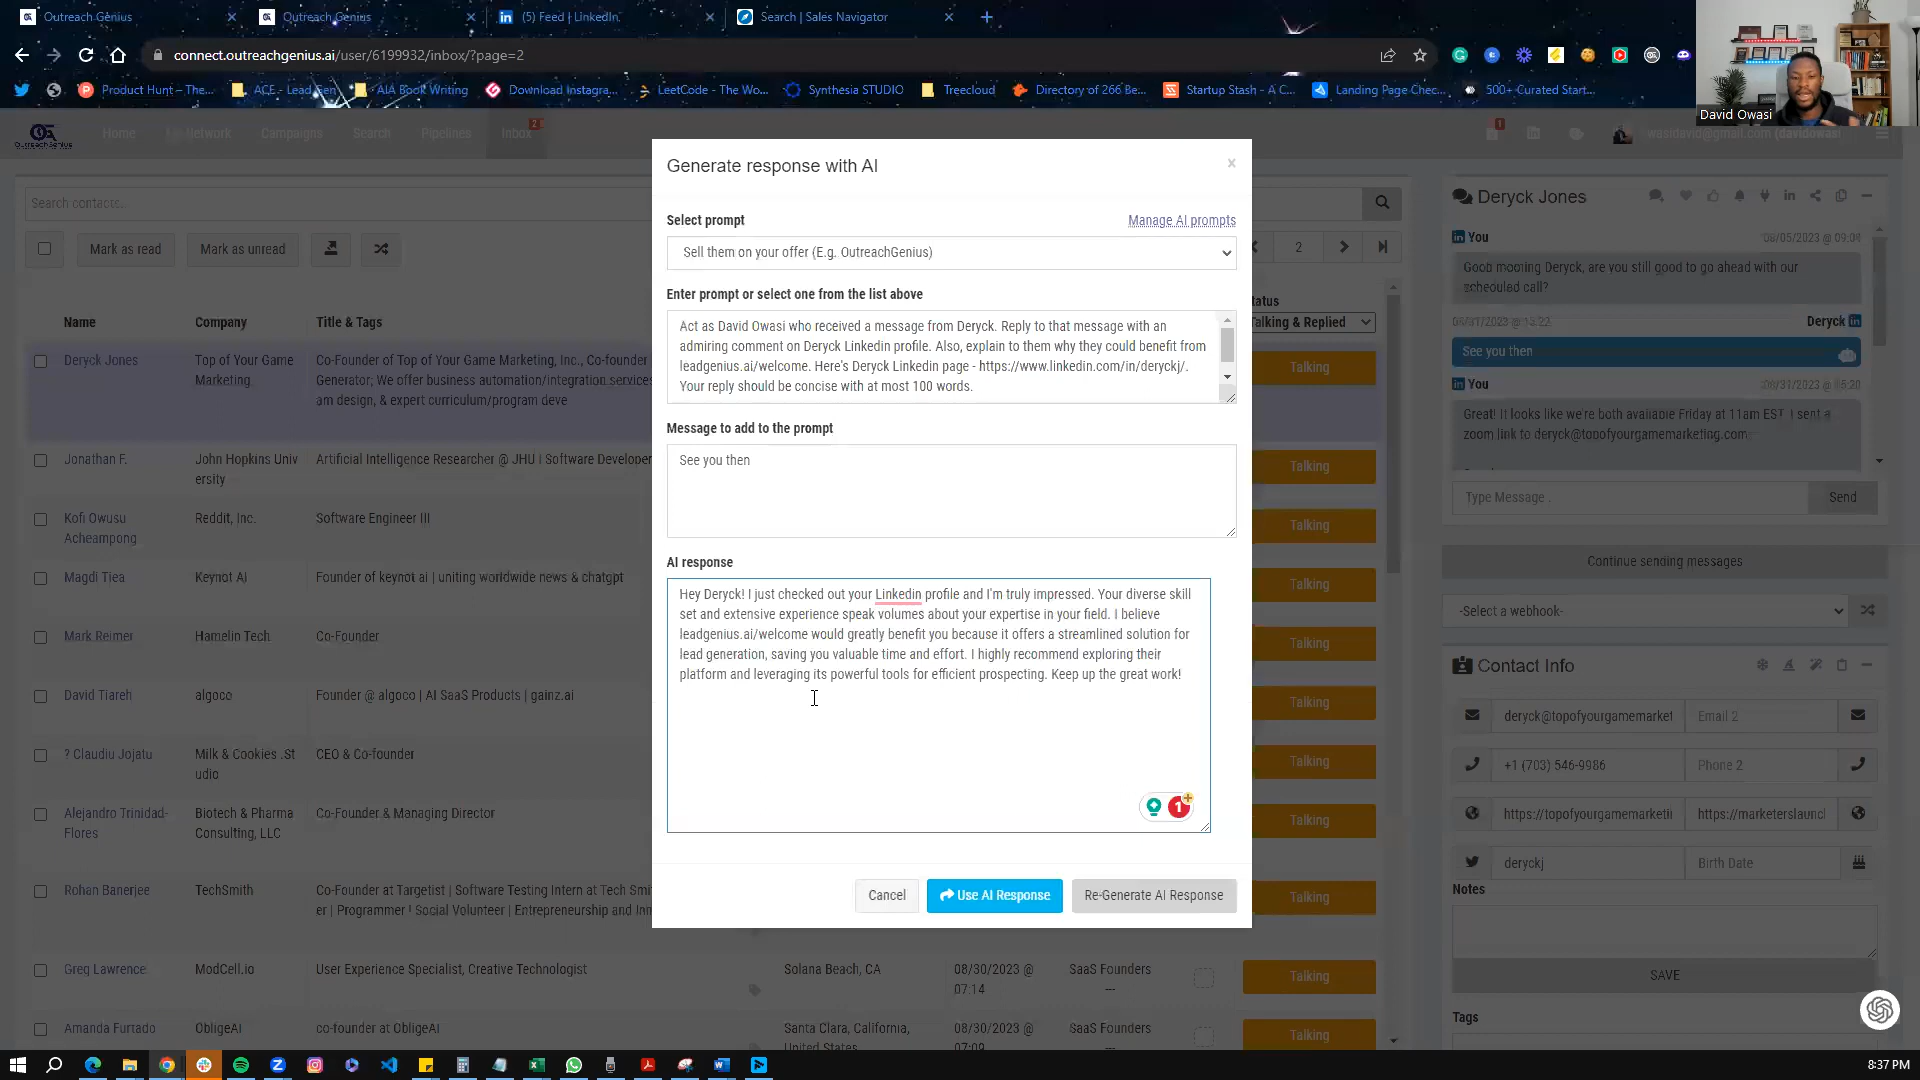 Outreach Genius
Outreach Genius
(5) Feed | LinkedIn
Search | Sales Navigator
connect.outreachgenius.ai/user/6199932/inbox/?page=2
Product Hunt – The...
ACE - Lead Gen
AIA Book Writing
Download Instagra...
LeetCode - The Wo...
Synthesia STUDIO
Treecloud
Directory of 266 Be...
Startup Stash - A C...
Landing Page Chec...
500+ Curated Start...
David Owasi
OutreachGenius
Home
My Network
Campaigns
Search
Pipelines
Inbox
2
1
Search contacts..
Mark as read
Mark as unread
2
Name
Company
Title & Tags
tatus
Talking & Replied
Deryck Jones
Top of Your Game
Marketing
Co-Founder of Top of Your Game Marketing, Inc., Co-founder
Generator; We offer business automation/integration services
am design, & expert curriculum/program deve
Talking
Jonathan F.
John Hopkins Univ
ersity
Artificial Intelligence Researcher @ JHU | Software Developer
Talking
Kofi Owusu
Acheampong
Reddit, Inc.
Software Engineer III
Talking
Magdi Tiea
Keynot AI
Founder of keynot ai | uniting worldwide news & chatgpt
Talking
Mark Reimer
Hamelin Tech
Co-Founder
Talking
David Tiareh
algoco
Founder @ algoco | AI SaaS Products | gainz.ai
Talking
? Claudiu Jojatu
Milk & Cookies .St
udio
CEO & Co-founder
Talking
Alejandro Trinidad-
Flores
Biotech & Pharma
Consulting, LLC
Co-Founder & Managing Director
Talking
Rohan Banerjee
TechSmith
Co-Founder at Targetist | Software Testing Intern at Tech Smi
er | Programmer | Social Volunteer | Entrepreneurship and Inn
Talking
Greg Lawrence
ModCell.io
User Experience Specialist, Creative Technologist
Solana Beach, CA
08/30/2023 @
07:14
SaaS Founders
---
Talking
Amanda Furtado
ObligeAI
co-founder at ObligeAI
Santa Clara, California,
United States
08/30/2023 @
07:09
SaaS Founders
---
Talking
Generate response with AI
×
Select prompt
Manage AI prompts
Sell them on your offer (E.g. OutreachGenius)
Enter prompt or select one from the list above
Act as David Owasi who received a message from Deryck. Reply to that message with an
admiring comment on Deryck Linkedin profile. Also, explain to them why they could benefit from
leadgenius.ai/welcome. Here's Deryck Linkedin page - https://www.linkedin.com/in/deryckj/.
Your reply should be concise with at most 100 words.
Message to add to the prompt
See you then
AI response
Hey Deryck! I just checked out your Linkedin profile and I'm truly impressed. Your diverse skill
set and extensive experience speak volumes about your expertise in your field. I believe
leadgenius.ai/welcome would greatly benefit you because it offers a streamlined solution for
lead generation, saving you valuable time and effort. I highly recommend exploring their
platform and leveraging its powerful tools for efficient prospecting. Keep up the great work!
1
Cancel
Use AI Response
Re-Generate AI Response
Deryck Jones
You
08/05/2023 @ 09:04
Good morning Deryck, are you still good to go ahead with our
scheduled call?
Deryck
See you then
You
Great! It looks like we're both available Friday at 11am EST. I sent a
zoom link to deryck@topofyourgamemarketing.com
Type Message .
Send
Continue sending messages
-Select a webhook-
Contact Info
deryck@topofyourgamemarket
Email 2
+1 (703) 546-9986
Phone 2
https://topofyourgamemarketi
https://marketerslaunc
deryckj
Birth Date
Notes
SAVE
Tags
8:37 PM